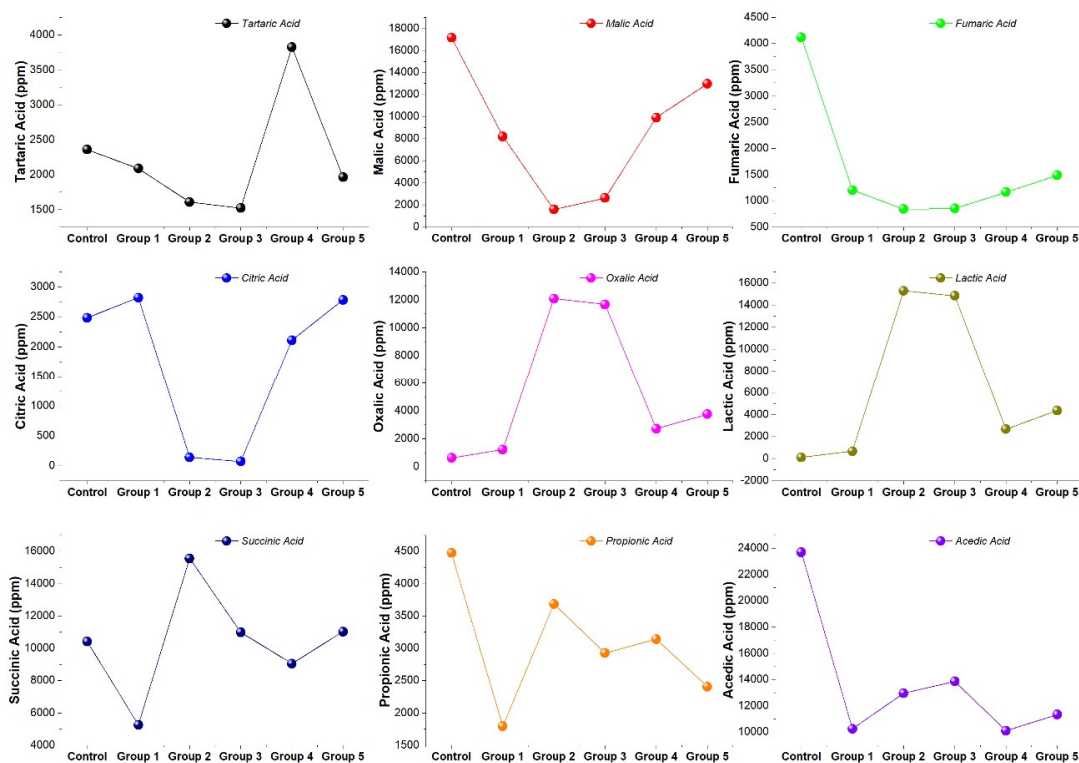 Tartaric Acid
Tartaric Acid (ppm)
4000
3500
3000
2500
2000
1500
Control Group 1 Group 2 Group 3 Group 4 Group 5
Malic Acid
Malic Acid (ppm)
18000
16000
14000
12000
10000
8000
6000
4000
2000
0
Control Group 1 Group 2 Group 3 Group 4 Group 5
Fumaric Acid
Fumaric Acid (ppm)
4500
4000
3500
3000
2500
2000
1500
1000
500
Control Group 1 Group 2 Group 3 Group 4 Group 5
Citric Acid
Citric Acid (ppm)
3000
2500
2000
1500
1000
500
0
Control Group 1 Group 2 Group 3 Group 4 Group 5
Oxalic Acid
Oxalic Acid (ppm)
14000
12000
10000
8000
6000
4000
2000
0
Control Group 1 Group 2 Group 3 Group 4 Group 5
Lactic Acid
Lactic Acid (ppm)
16000
14000
12000
10000
8000
6000
4000
2000
0
-2000
Control Group 1 Group 2 Group 3 Group 4 Group 5
Succinic Acid
Succinic Acid (ppm)
16000
14000
12000
10000
8000
6000
4000
Control Group 1 Group 2 Group 3 Group 4 Group 5
Propionic Acid
Propionic Acid (ppm)
4500
4000
3500
3000
2500
2000
1500
Control Group 1 Group 2 Group 3 Group 4 Group 5
Acedic Acid
Acedic Acid (ppm)
24000
22000
20000
18000
16000
14000
12000
10000
Control Group 1 Group 2 Group 3 Group 4 Group 5